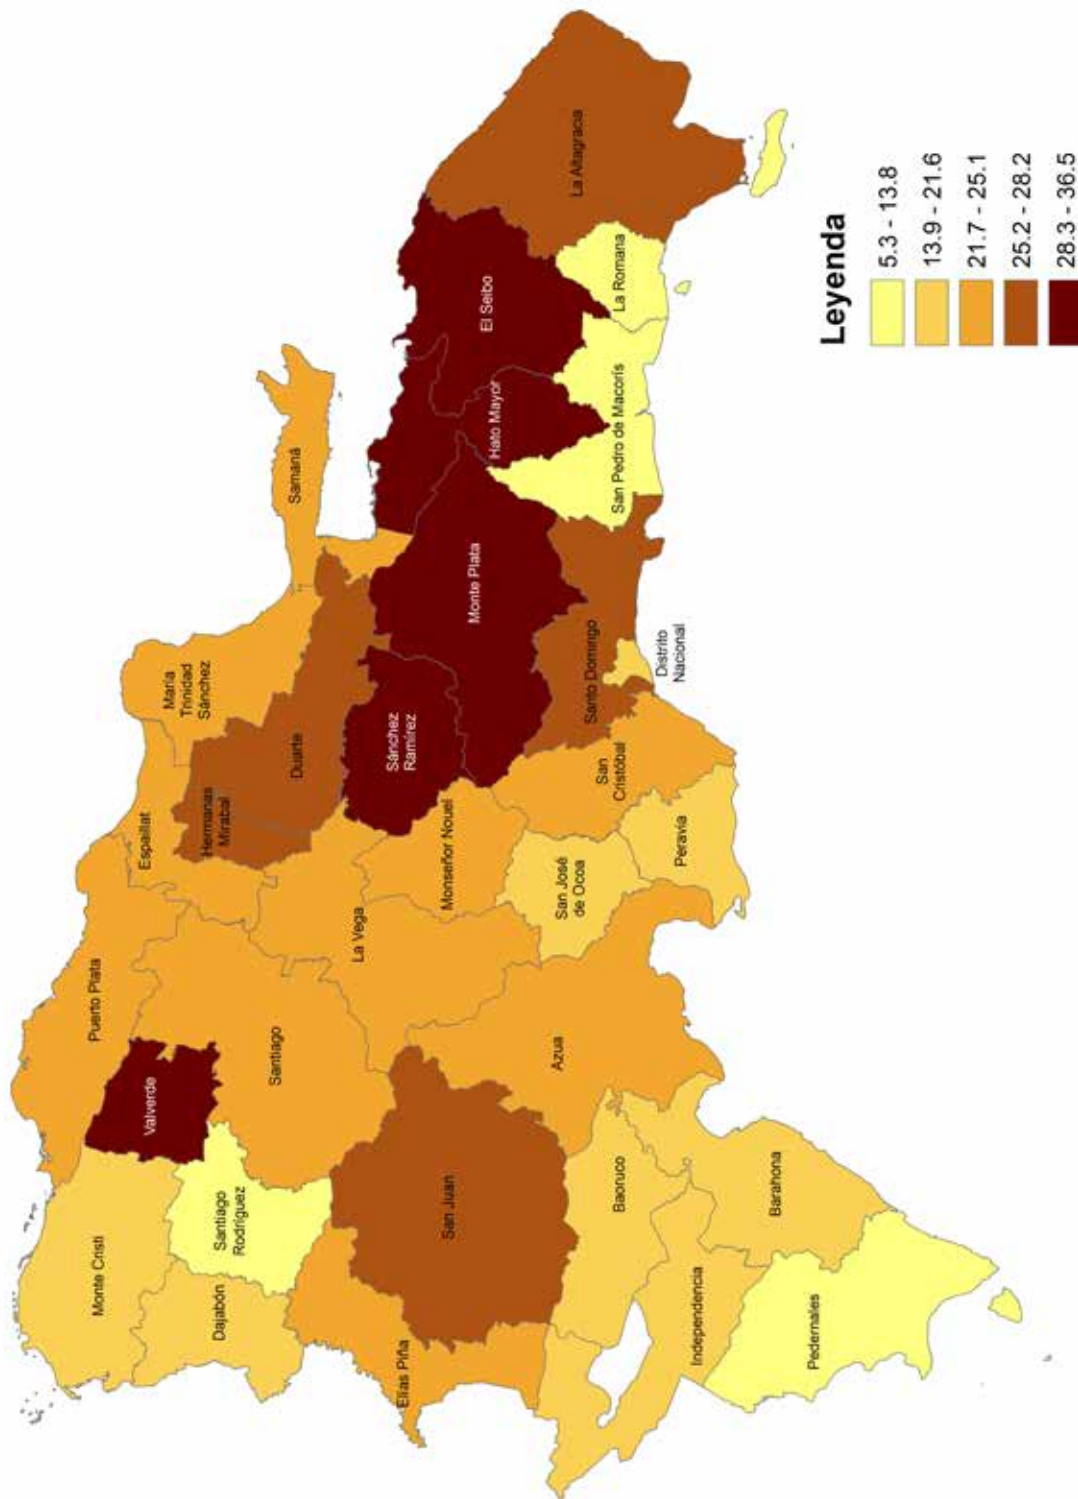 Puerto Plata
Espaillat
María
Trinidad
Sánchez
Samaná
Monte Cristi
Valverde
Hermanas
Mirabal
Duarte
Dajabón
Santiago
Rodríguez
Santiago
La Vega
Sánchez
Ramírez
Monseñor Nouel
Monte Plata
Hato Mayor
El Seibo
La Altagracia
Elías Piña
San Juan
Azua
San José
de Ocoa
San
Cristóbal
Santo Domingo
San Pedro de Macorís
La Romana
Peravia
Distrito
Nacional
Baoruco
Independencia
Barahona
Pedernales
Leyenda
5.3 - 13.8
13.9 - 21.6
21.7 - 25.1
25.2 - 28.2
28.3 - 36.5